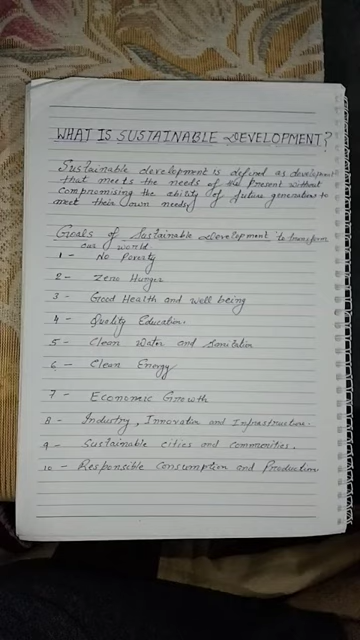 WHAT IS SUSTAINABLE DEVELOPMENT?
Sustainable development is defined as development
that meets the needs of the Present without
compromising the ability of future generations to
meet their own needs
Goals of Sustainable Development to transform
our world:
1 - No Poverty
2 - Zero Hunger
3 - Good Health and well being
4 - Quality Education.
5 - Clean Water and Sanitation
6 - Clean Energy
7 - Economic Growth
8 - Industry, Innovation and Infrastructure.
9 - Sustainable cities and communities.
10 - Responsible Consumption and Production